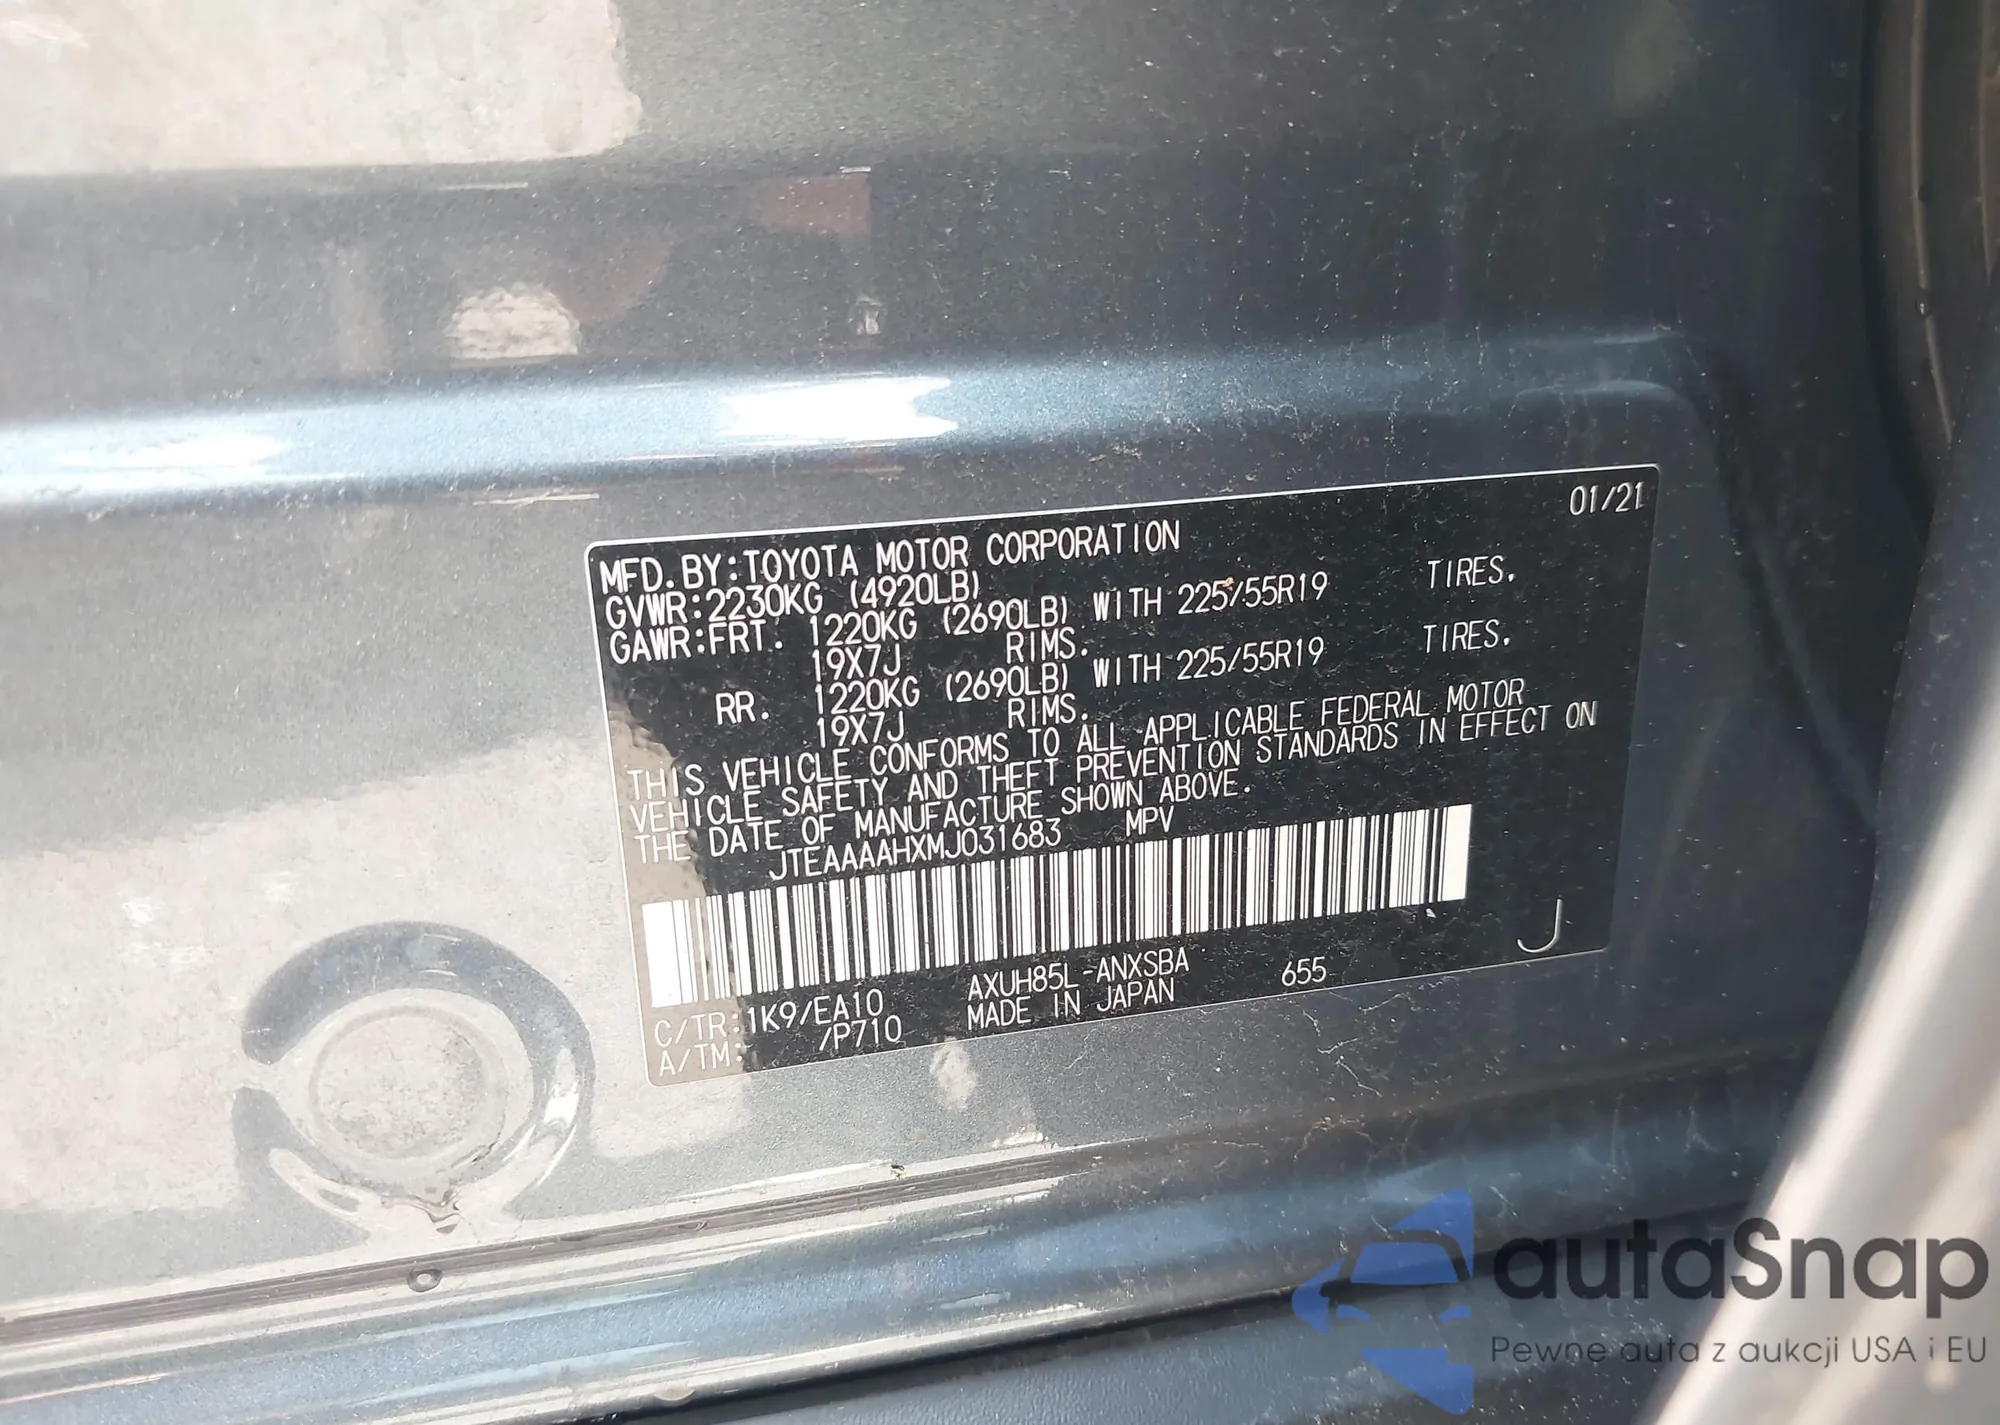 01/21
MFD.BY:TOYOTA MOTOR CORPORATION
GVWR:2230KG (4920LB)
GAWR:FRT. 1220KG (2690LB) WITH 225/55R19 TIRES.
19X7J RIMS.
RR. 1220KG (2690LB) WITH 225/55R19 TIRES.
19X7J RIMS.
THIS VEHICLE CONFORMS TO ALL APPLICABLE FEDERAL MOTOR
VEHICLE SAFETY AND THEFT PREVENTION STANDARDS IN EFFECT ON
THE DATE OF MANUFACTURE SHOWN ABOVE.
JTEAAAAHXMJ031683 MPV
J
C/TR:1K9/EA10 AXUH85L-ANXSBA 655
A/TM: /P710 MADE IN JAPAN
autaSnap
Pewne auta z aukcji USA i EU